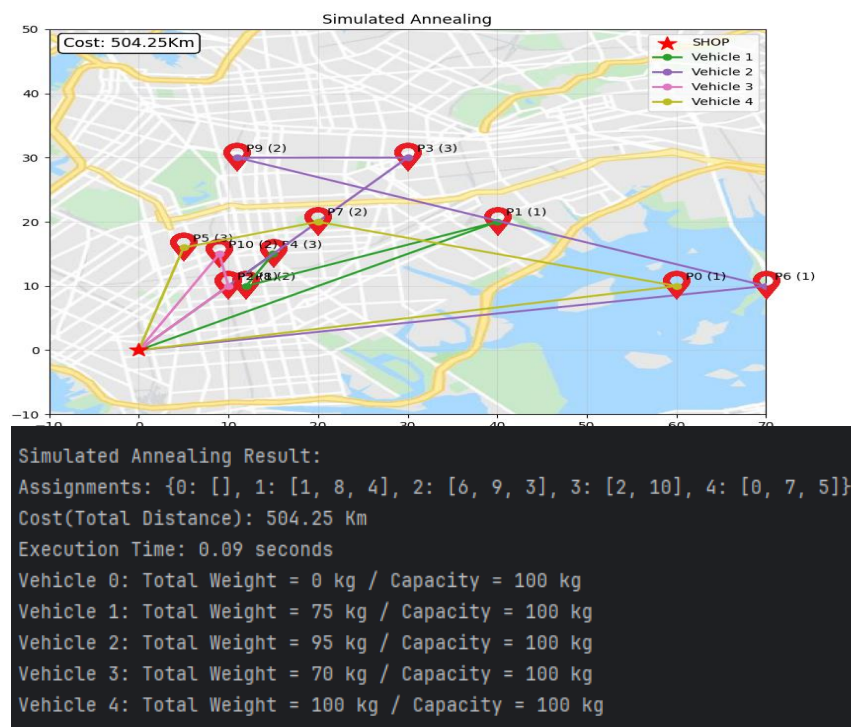 Simulated Annealing
Cost: 504.25Km
SHOP
Vehicle 1
Vehicle 2
Vehicle 3
Vehicle 4
50
40
30
20
10
0
−10
P9 (2)
P3 (3)
P7 (2)
P1 (1)
P5 (3)
P10 (2)
P4 (3)
P0 (1)
P6 (1)
−10
0
10
20
30
40
50
60
70
Simulated Annealing Result:
Assignments: {0: [], 1: [1, 8, 4], 2: [6, 9, 3], 3: [2, 10], 4: [0, 7, 5]}
Cost(Total Distance): 504.25 Km
Execution Time: 0.09 seconds
Vehicle 0: Total Weight = 0 kg / Capacity = 100 kg
Vehicle 1: Total Weight = 75 kg / Capacity = 100 kg
Vehicle 2: Total Weight = 95 kg / Capacity = 100 kg
Vehicle 3: Total Weight = 70 kg / Capacity = 100 kg
Vehicle 4: Total Weight = 100 kg / Capacity = 100 kg